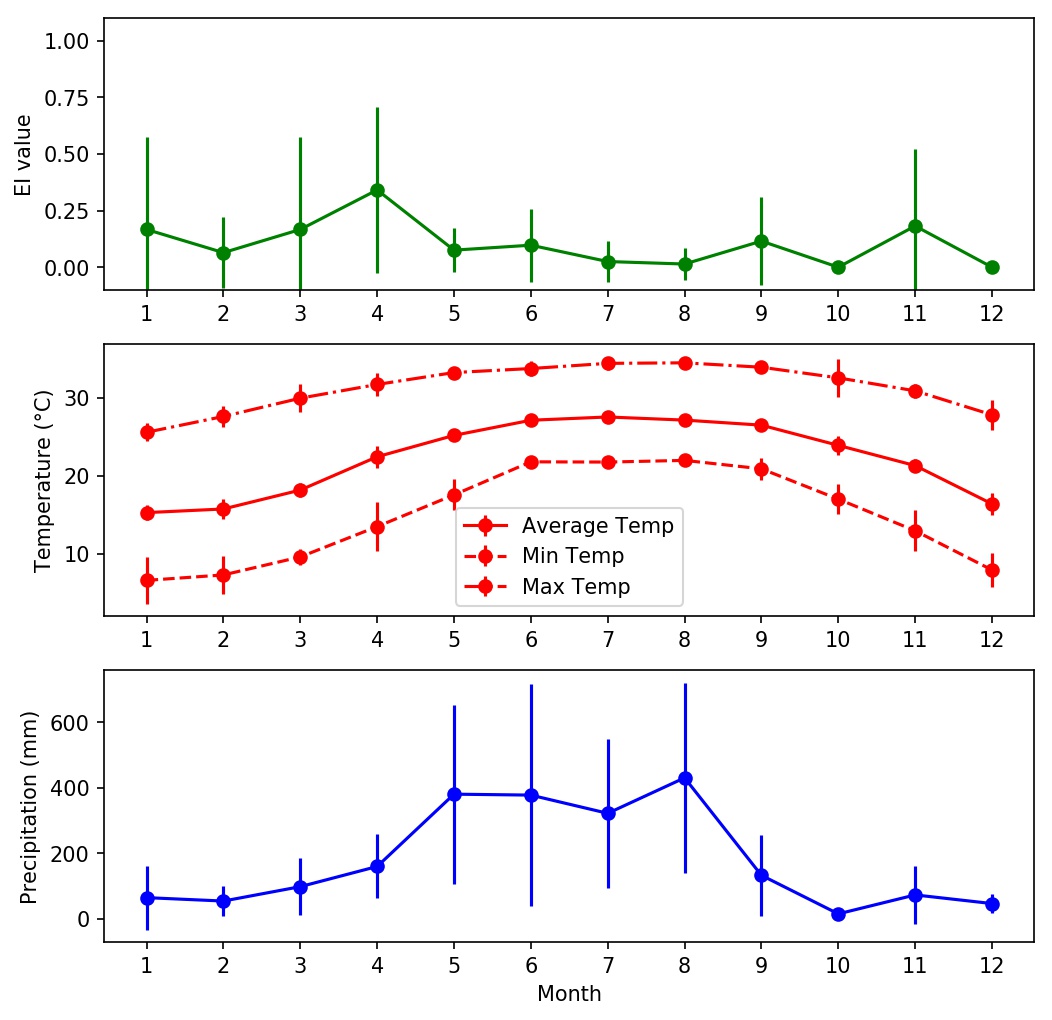 1.00
0.75
0.50
0.25
0.00
EI value
1 2 3 4 5 6 7 8 9 10 11 12
30
20
10
Temperature (°C)
Average Temp
Min Temp
Max Temp
1 2 3 4 5 6 7 8 9 10 11 12
600
400
200
0
Precipitation (mm)
1 2 3 4 5 6 7 8 9 10 11 12
Month